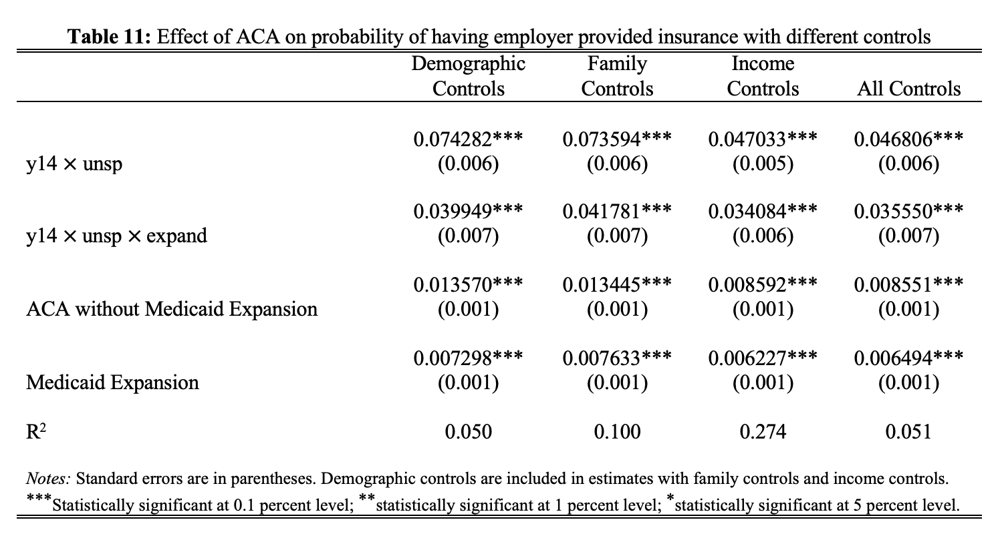 Table 11: Effect of ACA on probability of having employer provided insurance with different controls
Demographic Controls Family Controls Income Controls All Controls
y14 × unsp 0.074282*** 0.073594*** 0.047033*** 0.046806***
(0.006) (0.006) (0.005) (0.006)
y14 × unsp × expand 0.039949*** 0.041781*** 0.034084*** 0.035550***
(0.007) (0.007) (0.006) (0.007)
ACA without Medicaid Expansion 0.013570*** 0.013445*** 0.008592*** 0.008551***
(0.001) (0.001) (0.001) (0.001)
Medicaid Expansion 0.007298*** 0.007633*** 0.006227*** 0.006494***
(0.001) (0.001) (0.001) (0.001)
R² 0.050 0.100 0.274 0.051
Notes: Standard errors are in parentheses. Demographic controls are included in estimates with family controls and income controls.
***Statistically significant at 0.1 percent level; **statistically significant at 1 percent level; *statistically significant at 5 percent level.